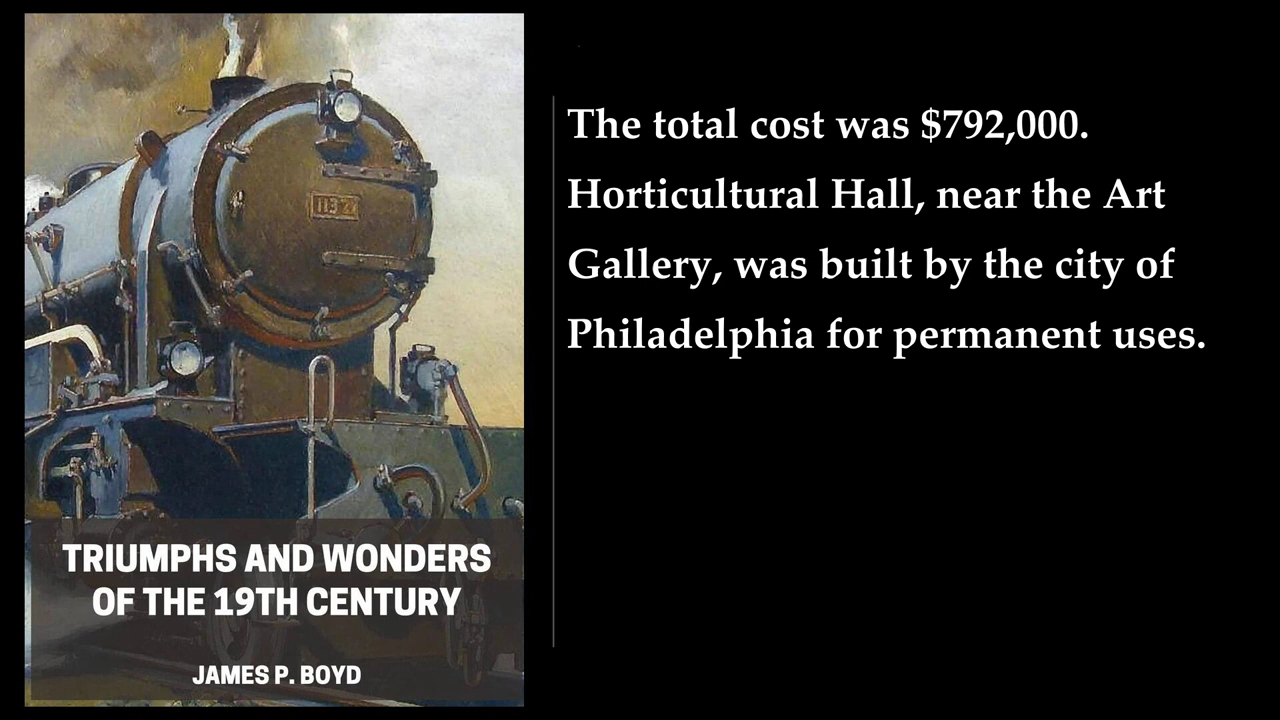 The total cost was $792,000.
Horticultural Hall, near the Art
Gallery, was built by the city of
Philadelphia for permanent uses.
TRIUMPHS AND WONDERS
OF THE 19TH CENTURY
JAMES P. BOYD